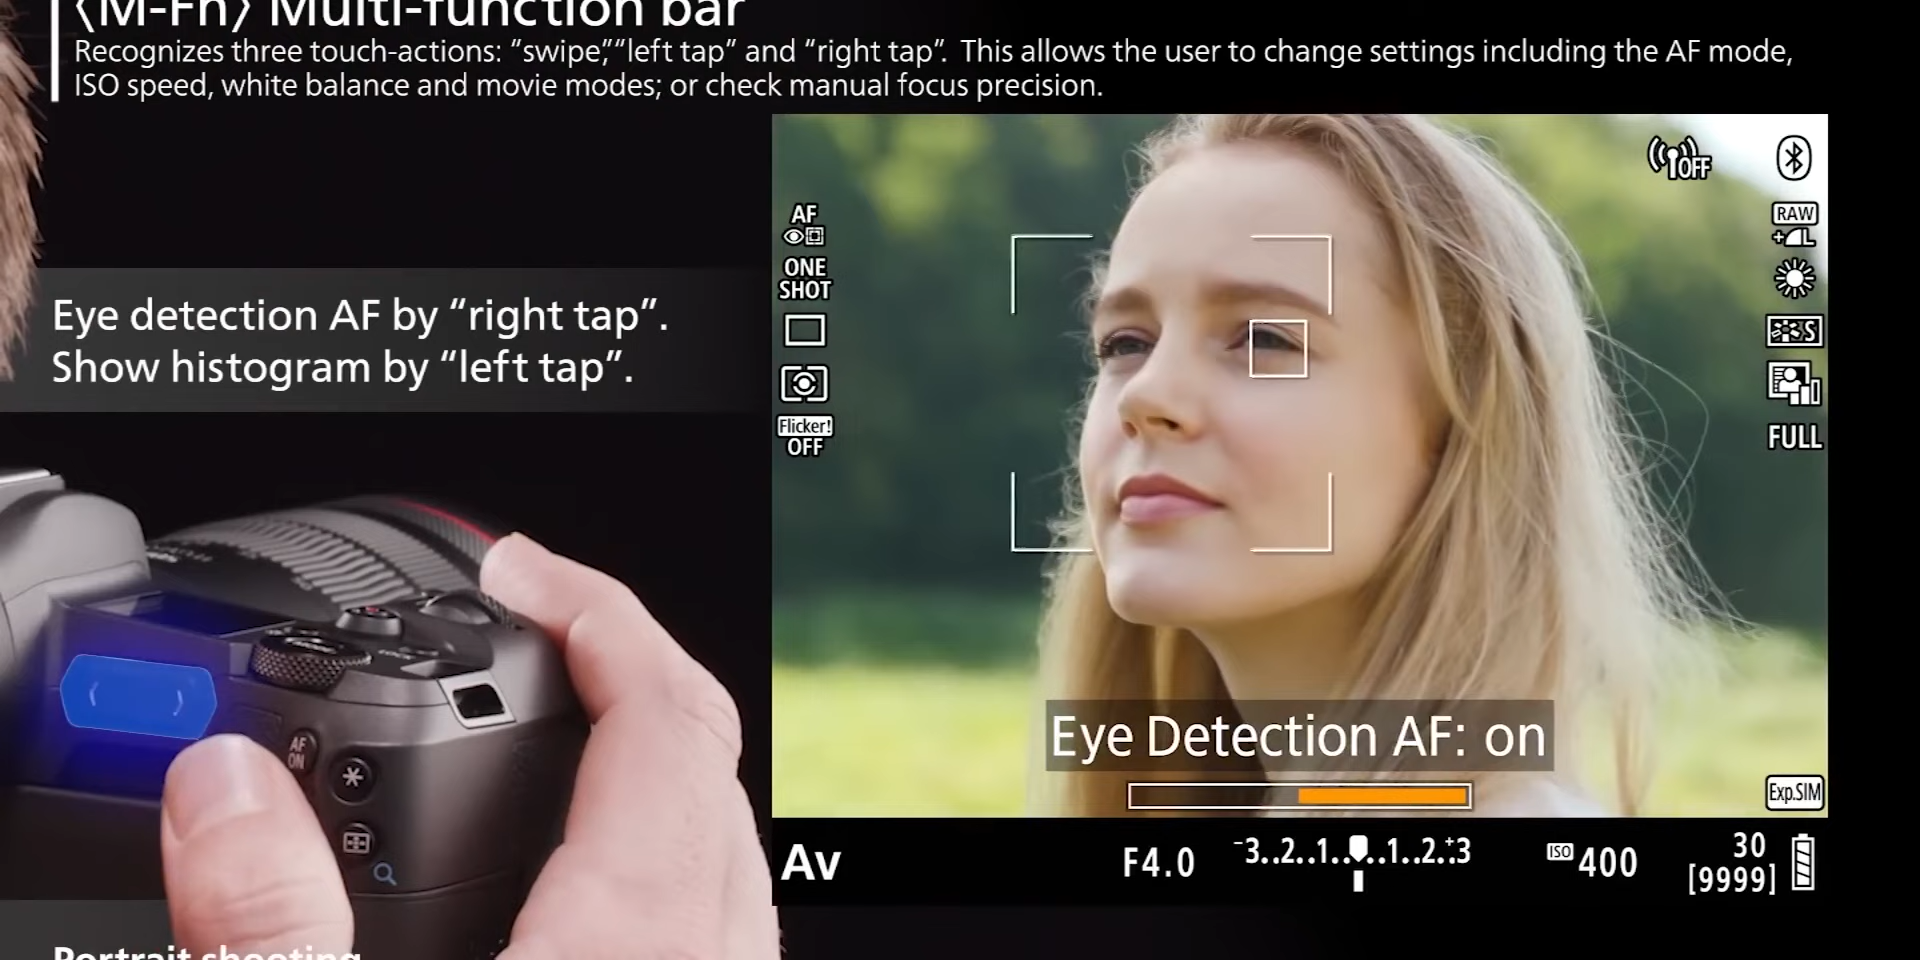 〈M-Fn〉 Multi-function bar
Recognizes three touch-actions: “swipe,”“left tap” and “right tap”. This allows the user to change settings including the AF mode,
ISO speed, white balance and movie modes; or check manual focus precision.
Eye detection AF by “right tap”.
Show histogram by “left tap”.
AF
ONE
SHOT
Flicker!
OFF
OFF
RAW
+L
S
FULL
Eye Detection AF: on
Exp.SIM
Av
F4.0
-3..2..1....1..2..+3
ISO 400
30
[9999]
LOCK
AF
ON
Portrait shooting